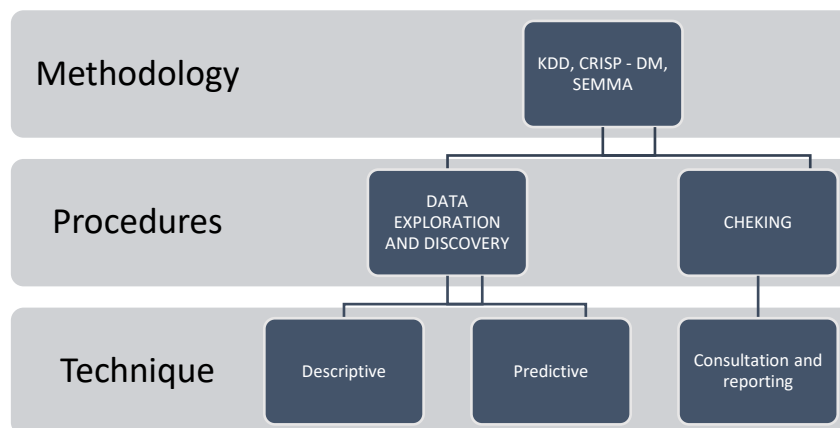 Methodology
KDD, CRISP - DM,
SEMMA
Procedures
DATA
EXPLORATION
AND DISCOVERY
CHEKING
Technique
Descriptive
Predictive
Consultation and
reporting